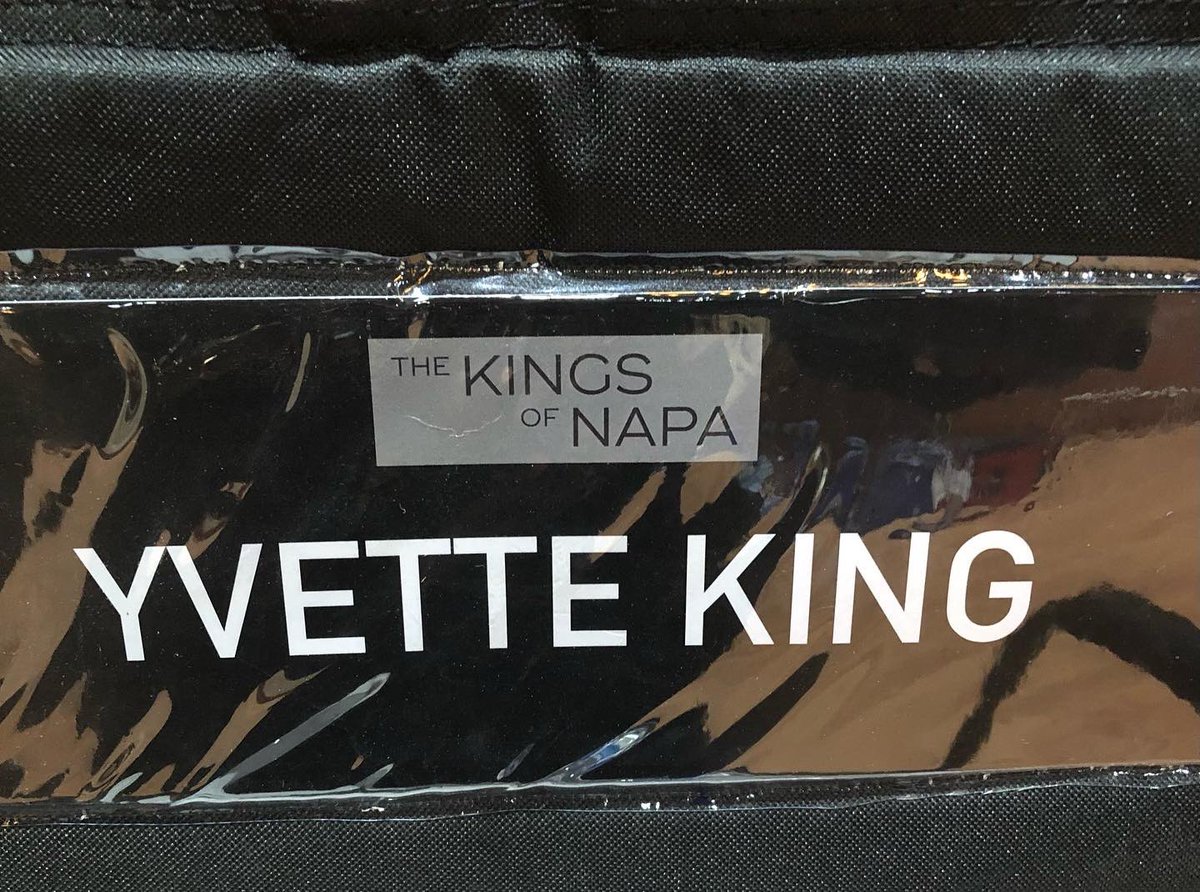 THE KINGS
OF NAPA
YVETTE KING